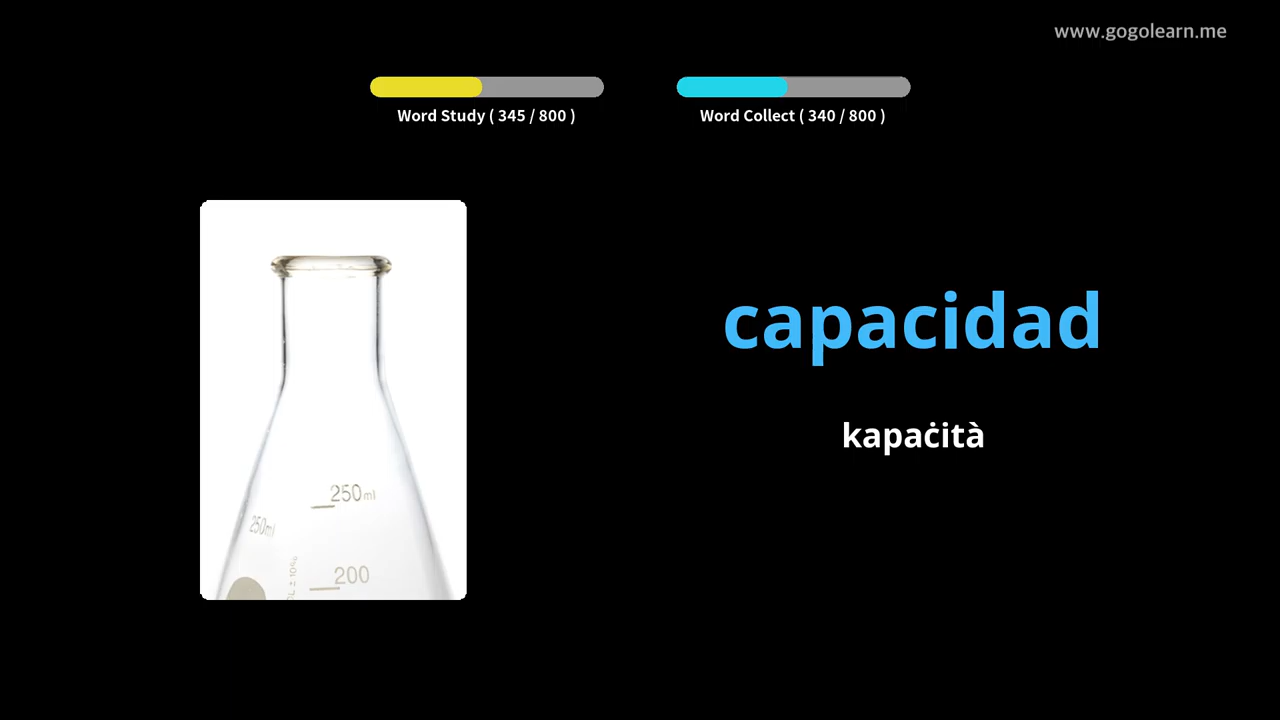 www.gogolearn.me
Word Study ( 345 / 800 )
Word Collect ( 340 / 800 )
capacidad
kapaċità
250ml
250ml
200